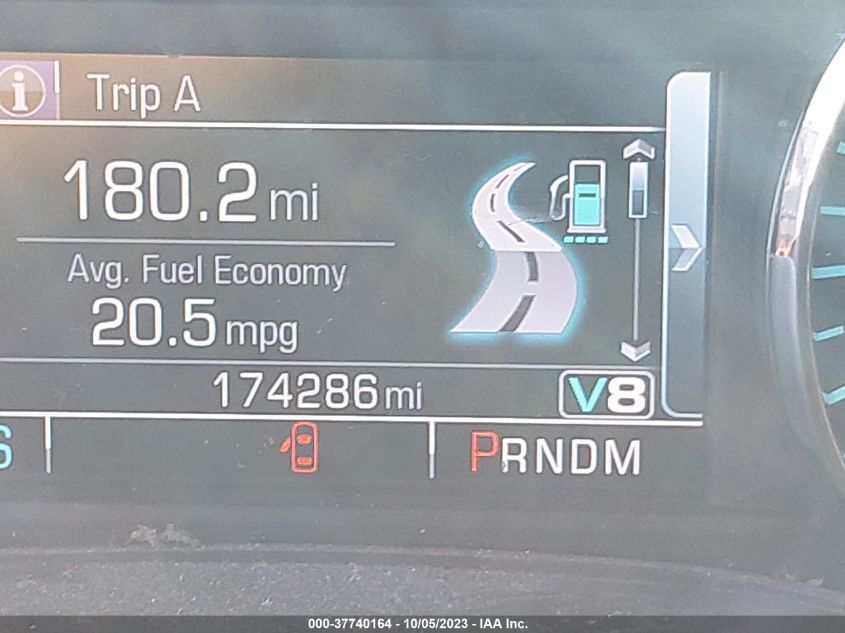 i Trip A
180.2 mi
Avg. Fuel Economy
20.5 mpg
174286 mi V8
S PRNDM
000-37740164 - 10/05/2023 - IAA Inc.